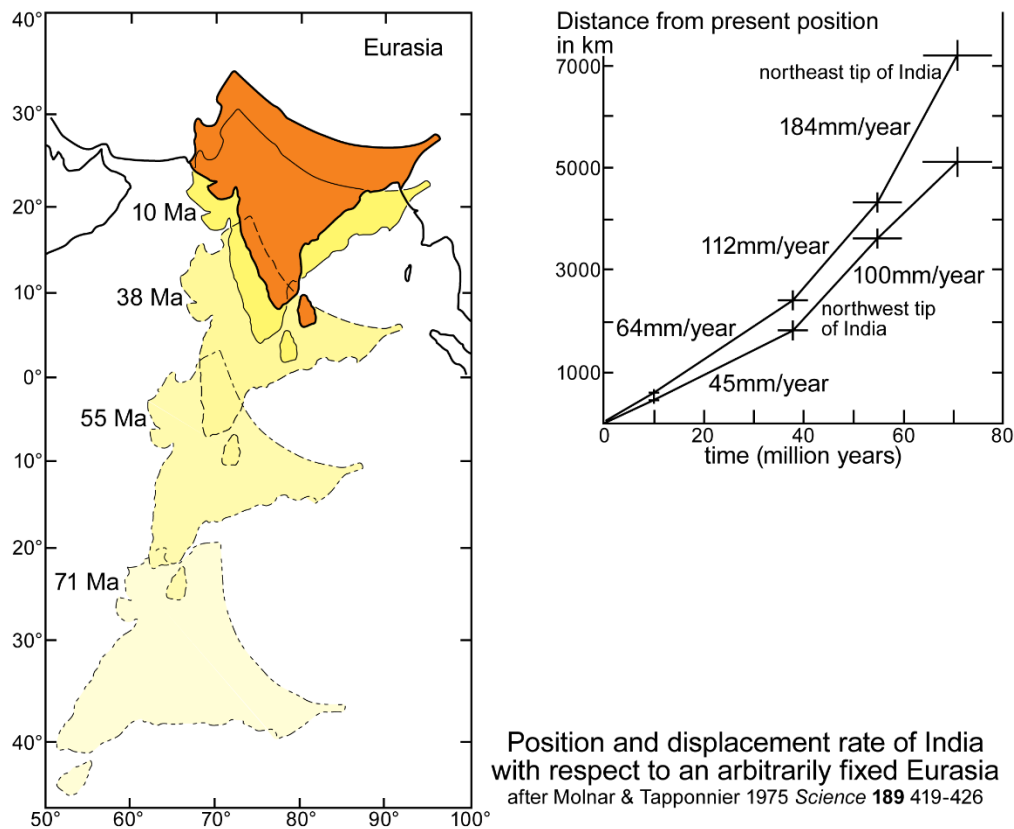 40°
30°
20°
10°
0°
10°
20°
30°
40°
50°
60°
70°
80°
90°
100°
Eurasia
10 Ma
38 Ma
55 Ma
71 Ma
Distance from present position
in km
7000
5000
3000
1000
0
20
40
60
80
time (million years)
northeast tip of India
184mm/year
112mm/year
100mm/year
64mm/year
northwest tip
of India
45mm/year
Position and displacement rate of India
with respect to an arbitrarily fixed Eurasia
after Molnar & Tapponnier 1975 Science 189 419-426